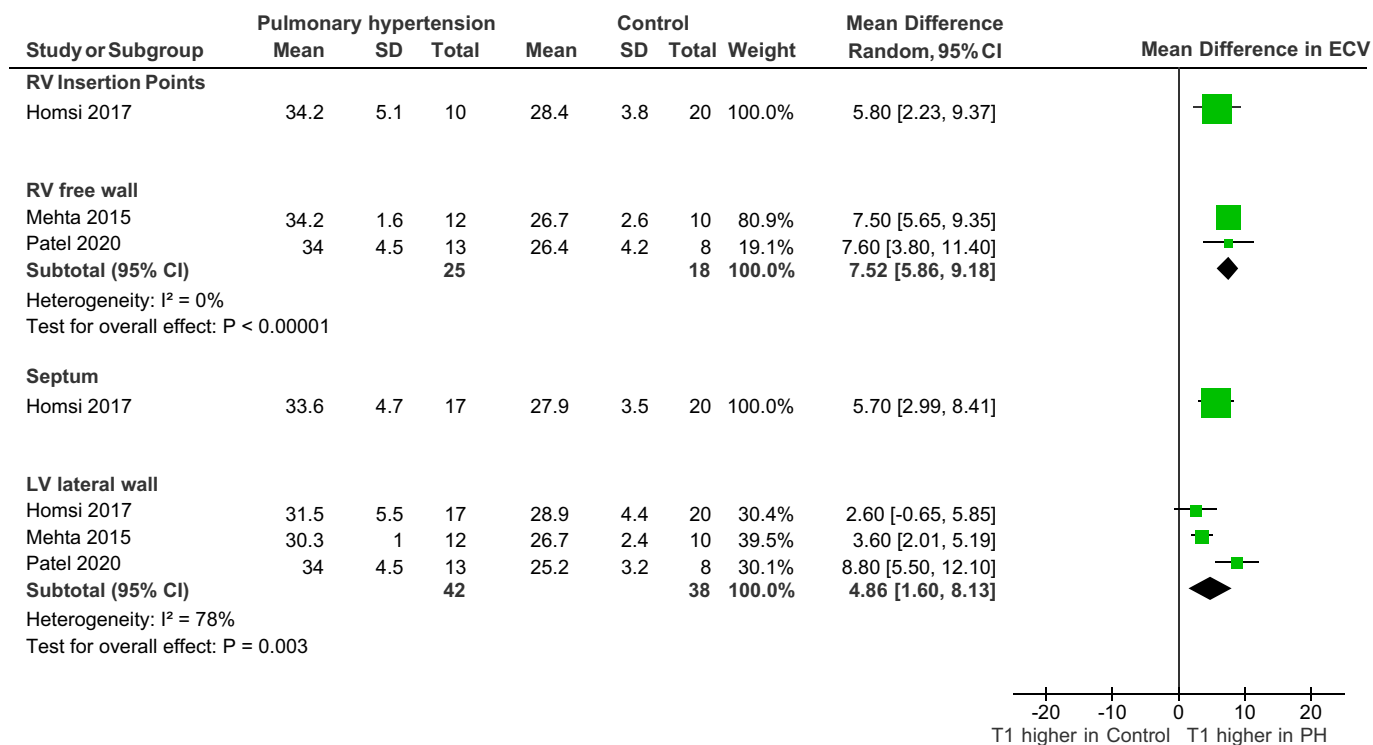 Pulmonary hypertension Control Mean Difference
Study or Subgroup Mean SD Total Mean SD Total Weight Random, 95% CI Mean Difference in ECV
RV Insertion Points
Homsi 2017 34.2 5.1 10 28.4 3.8 20 100.0% 5.80 [2.23, 9.37]
RV free wall
Mehta 2015 34.2 1.6 12 26.7 2.6 10 80.9% 7.50 [5.65, 9.35]
Patel 2020 34 4.5 13 26.4 4.2 8 19.1% 7.60 [3.80, 11.40]
Subtotal (95% CI) 25 18 100.0% 7.52 [5.86, 9.18]
Heterogeneity: I² = 0%
Test for overall effect: P < 0.00001
Septum
Homsi 2017 33.6 4.7 17 27.9 3.5 20 100.0% 5.70 [2.99, 8.41]
LV lateral wall
Homsi 2017 31.5 5.5 17 28.9 4.4 20 30.4% 2.60 [-0.65, 5.85]
Mehta 2015 30.3 1 12 26.7 2.4 10 39.5% 3.60 [2.01, 5.19]
Patel 2020 34 4.5 13 25.2 3.2 8 30.1% 8.80 [5.50, 12.10]
Subtotal (95% CI) 42 38 100.0% 4.86 [1.60, 8.13]
Heterogeneity: I² = 78%
Test for overall effect: P = 0.003
-20 -10 0 10 20
T1 higher in Control T1 higher in PH